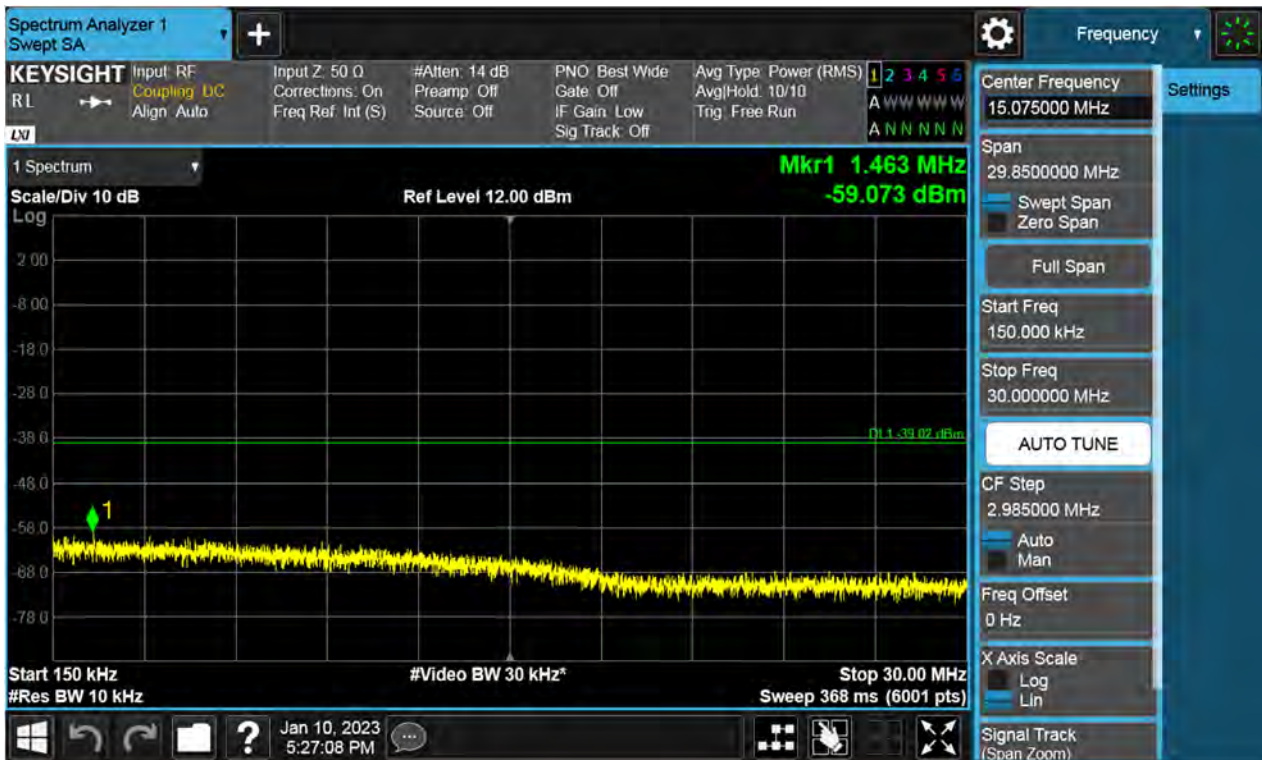 Spectrum Analyzer 1
Swept SA
+
Frequency
KEYSIGHT
RL
LXI
Input: RF
Coupling: DC
Align: Auto
Input Z: 50 Ω
Corrections: On
Freq Ref: Int (S)
#Atten: 14 dB
Preamp: Off
Source: Off
PNO: Best Wide
Gate: Off
IF Gain: Low
Sig Track: Off
Avg Type: Power (RMS)
Avg|Hold: 10/10
Trig: Free Run
1 2 3 4 5 6
A W W W W W
A N N N N N
Center Frequency
15.075000 MHz
Settings
Span
29.8500000 MHz
Swept Span
Zero Span
Full Span
Start Freq
150.000 kHz
Stop Freq
30.000000 MHz
AUTO TUNE
CF Step
2.985000 MHz
Auto
Man
Freq Offset
0 Hz
X Axis Scale
Log
Lin
Signal Track
(Span Zoom)
1 Spectrum
Mkr1 1.463 MHz
Scale/Div 10 dB
Ref Level 12.00 dBm
-59.073 dBm
Log
2.00
-8.00
-18.0
-28.0
-38.0
DL1 -39.02 dBm
-48.0
1
-58.0
-68.0
-78.0
Start 150 kHz
#Video BW 30 kHz*
Stop 30.00 MHz
#Res BW 10 kHz
Sweep 368 ms (6001 pts)
?
Jan 10, 2023
5:27:08 PM